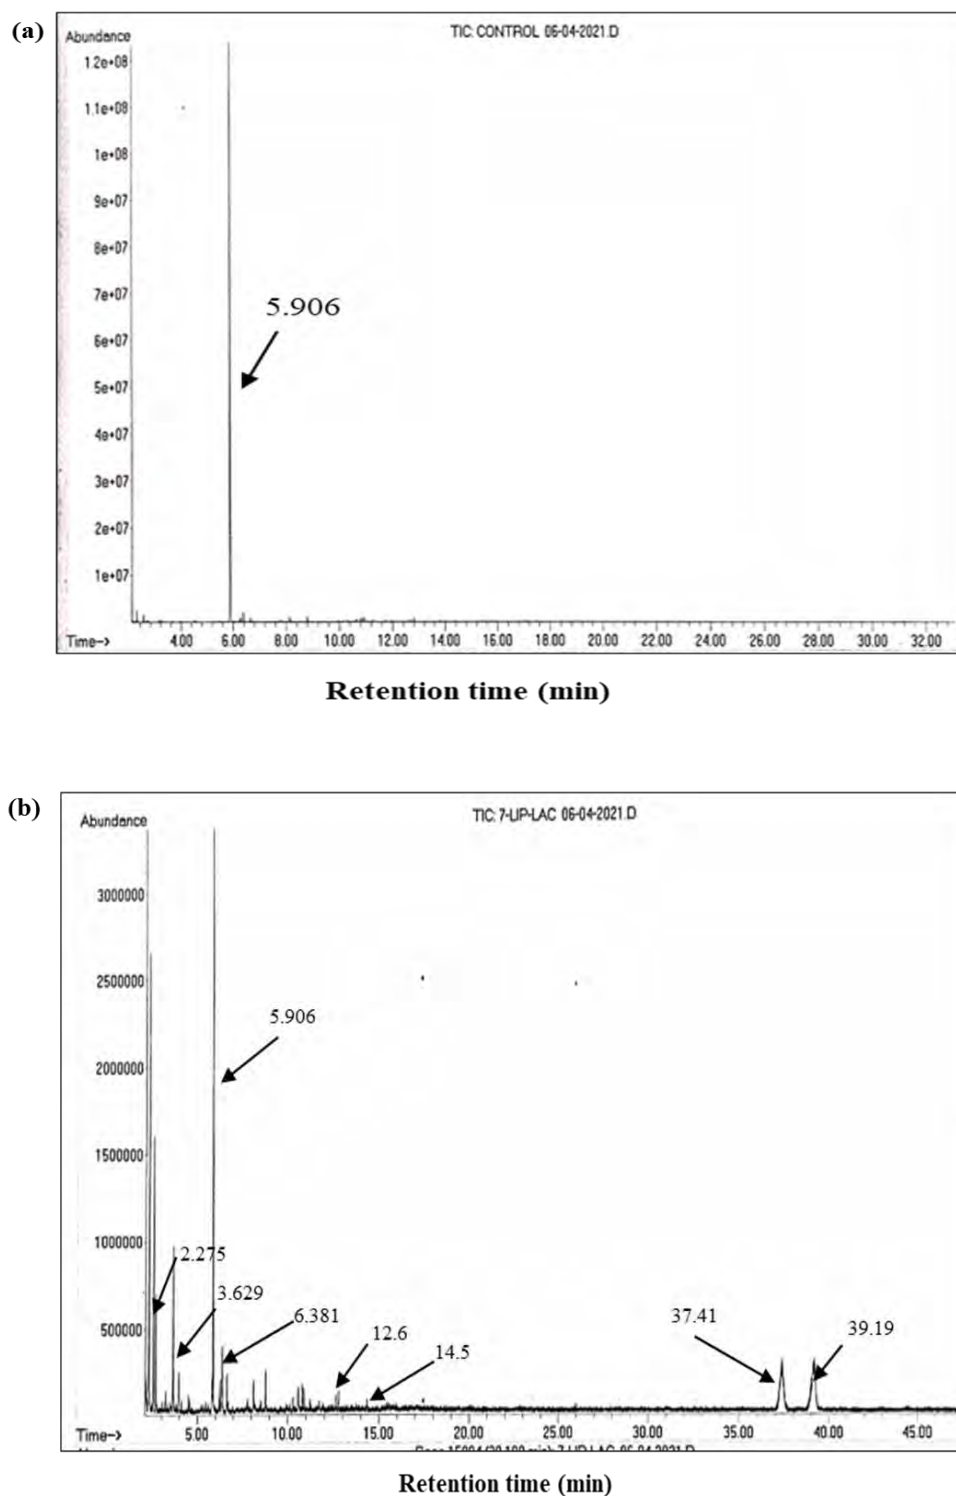 (a)
TIC: CONTROL 06-04-2021.D
Abundance
1.2e+08
1.1e+08
1e+08
9e+07
8e+07
7e+07
6e+07
5e+07
4e+07
3e+07
2e+07
1e+07
5.906
Time-->
4.00 6.00 8.00 10.00 12.00 14.00 16.00 18.00 20.00 22.00 24.00 26.00 28.00 30.00 32.00
Retention time (min)
(b)
TIC: 7-LIP-LAC 06-04-2021.D
Abundance
3000000
2500000
2000000
1500000
1000000
500000
5.906
2.275
3.629
6.381
12.6
14.5
37.41
39.19
Time-->
5.00 10.00 15.00 20.00 25.00 30.00 35.00 40.00 45.00
Retention time (min)